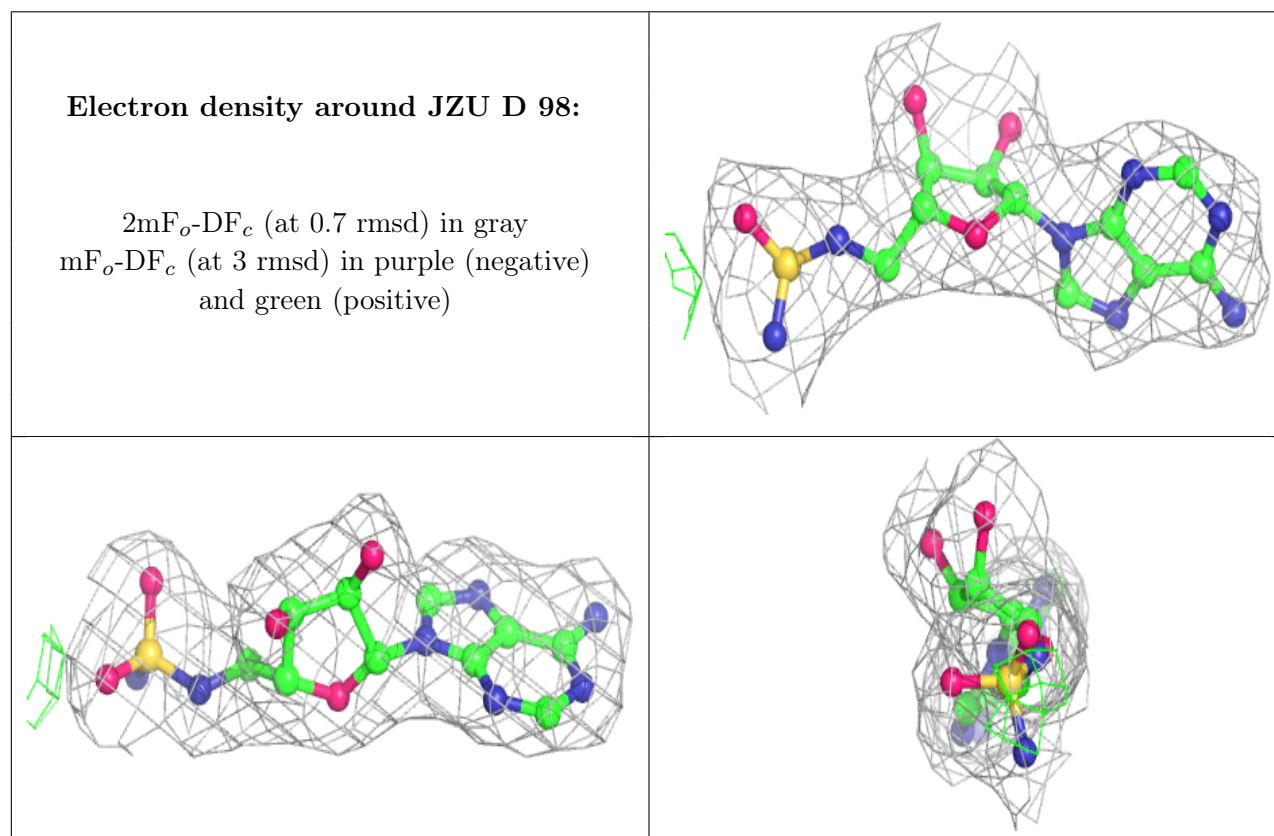 Electron density around JZU D 98:
2mFo-DFc (at 0.7 rmsd) in gray
mFo-DFc (at 3 rmsd) in purple (negative)
and green (positive)